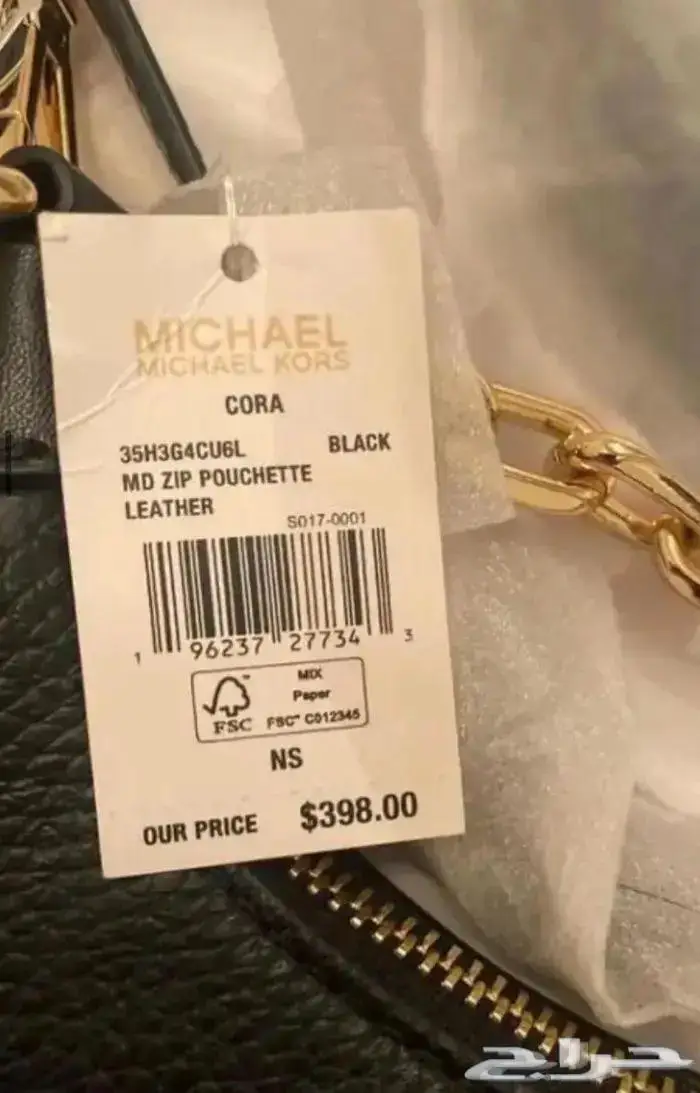 MICHAEL
MICHAEL KORS
CORA
35H3G4CU6L BLACK
MD ZIP POUCHETTE
LEATHER
S017-0001
1 96237 27734 3
MIX
Paper
FSC™ C012345
FSC
NS
OUR PRICE $398.00
حراج